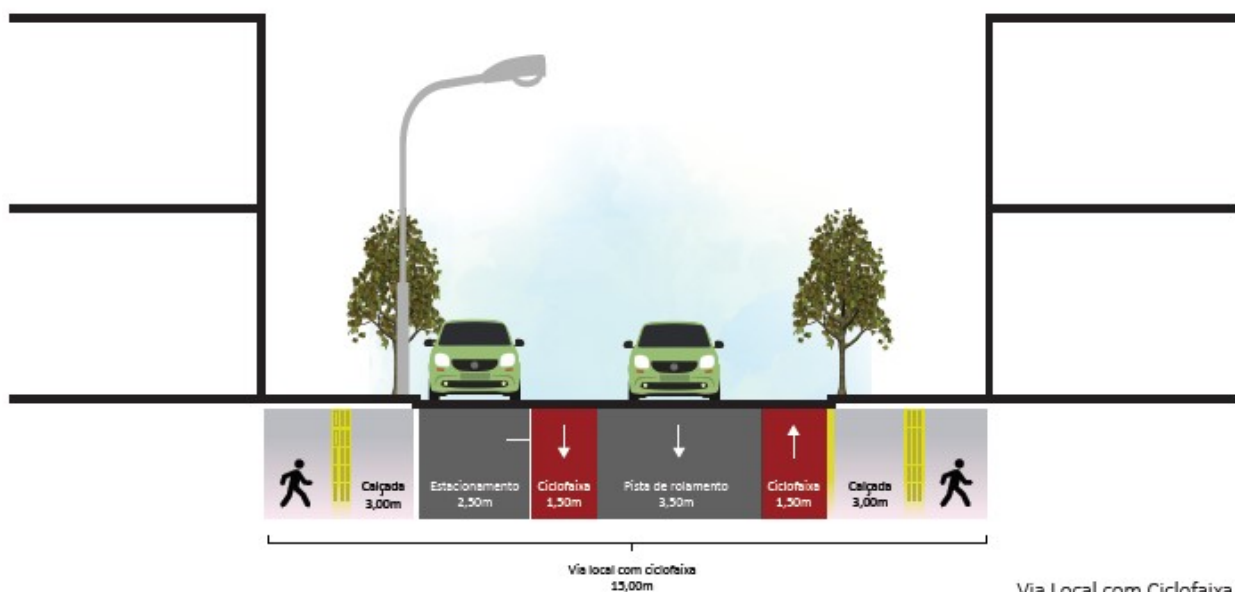 Calçada
3,00m
Estacionamento
2,50m
Ciclofaixa
1,50m
Pista de rolamento
3,50m
Ciclofaixa
1,50m
Calçada
3,00m
Via local com ciclofaixa
15,00m
Via Local com Ciclofaixa